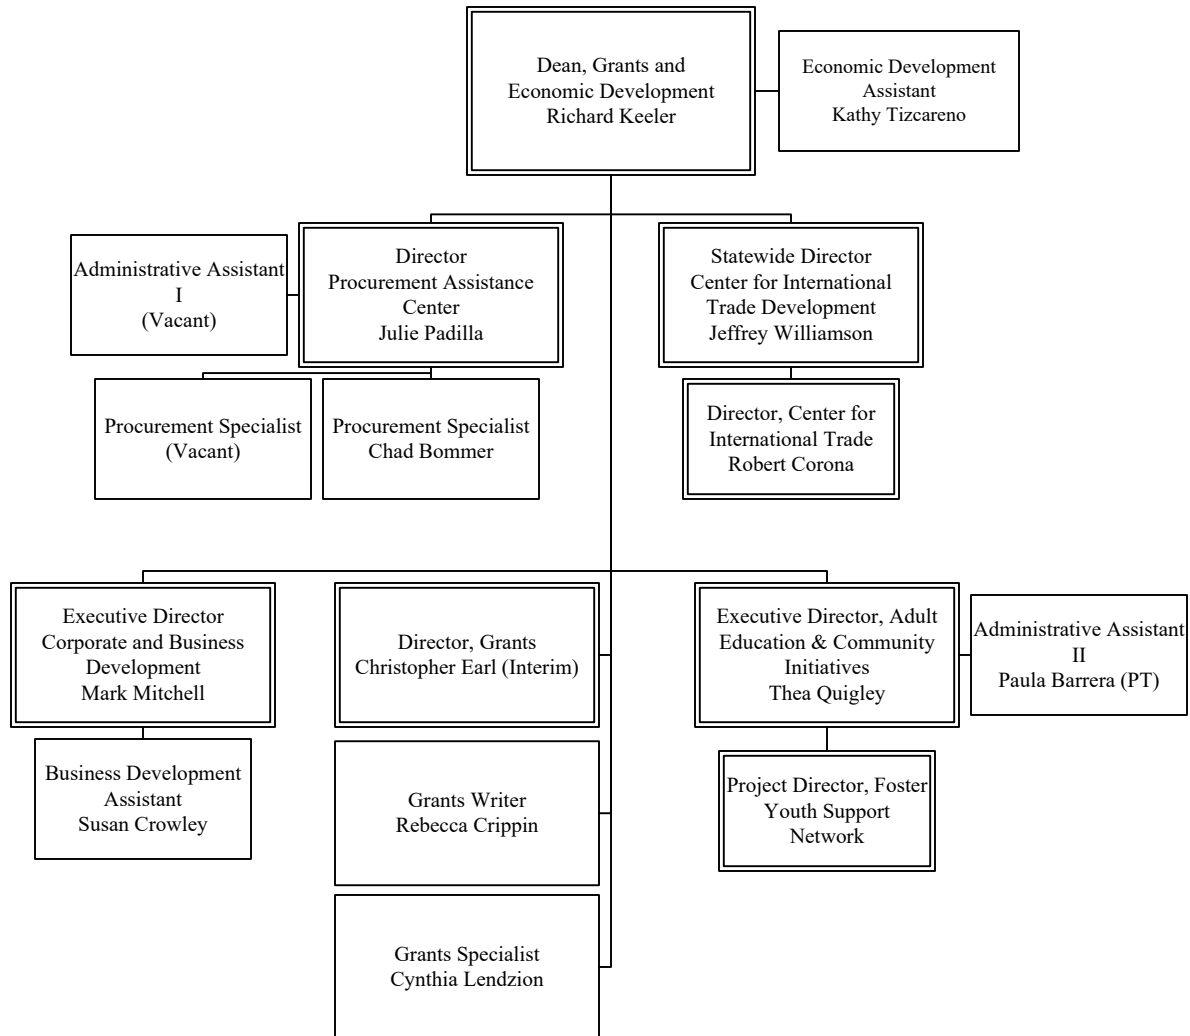 Dean, Grants and
Economic Development
Richard Keeler
Economic Development
Assistant
Kathy Tizcareno
Administrative Assistant
I
(Vacant)
Director
Procurement Assistance
Center
Julie Padilla
Statewide Director
Center for International
Trade Development
Jeffrey Williamson
Procurement Specialist
(Vacant)
Procurement Specialist
Chad Bommer
Director, Center for
International Trade
Robert Corona
Executive Director
Corporate and Business
Development
Mark Mitchell
Director, Grants
Christopher Earl (Interim)
Executive Director, Adult
Education & Community
Initiatives
Thea Quigley
Administrative Assistant
II
Paula Barrera (PT)
Business Development
Assistant
Susan Crowley
Grants Writer
Rebecca Crippin
Project Director, Foster
Youth Support
Network
Grants Specialist
Cynthia Lendzion